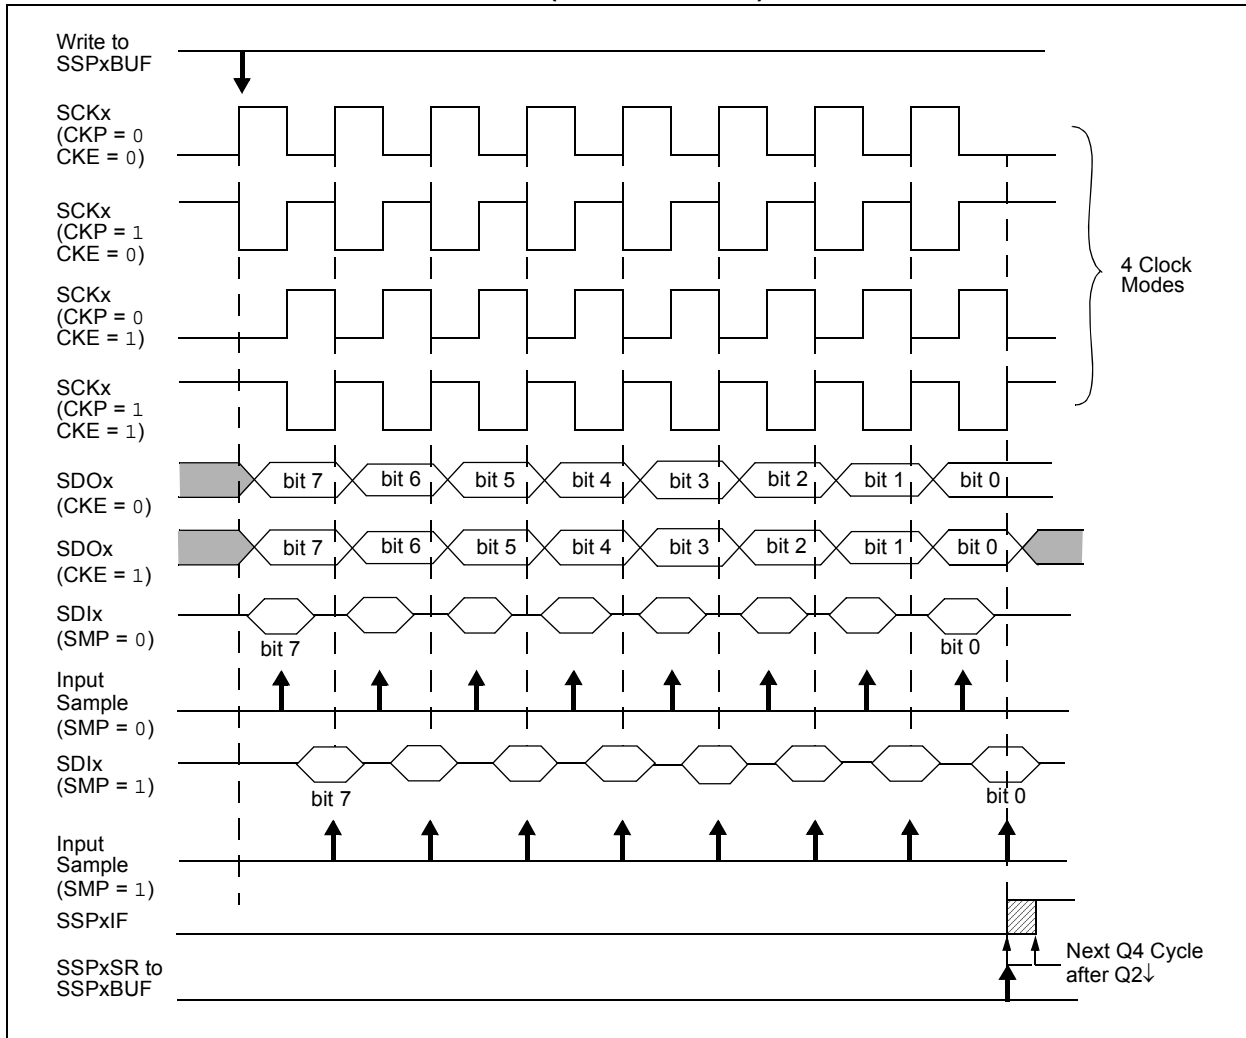 Write to
SSPxBUF
SCKx
(CKP = 0
CKE = 0)
SCKx
(CKP = 1
CKE = 0)
SCKx
(CKP = 0
CKE = 1)
SCKx
(CKP = 1
CKE = 1)
4 Clock
Modes
SDOx
(CKE = 0)
bit 7 bit 6 bit 5 bit 4 bit 3 bit 2 bit 1 bit 0
SDOx
(CKE = 1)
bit 7 bit 6 bit 5 bit 4 bit 3 bit 2 bit 1 bit 0
SDIx
(SMP = 0)
bit 7 bit 0
Input
Sample
(SMP = 0)
SDIx
(SMP = 1)
bit 7 bit 0
Input
Sample
(SMP = 1)
SSPxIF
SSPxSR to
SSPxBUF
Next Q4 Cycle
after Q2↓